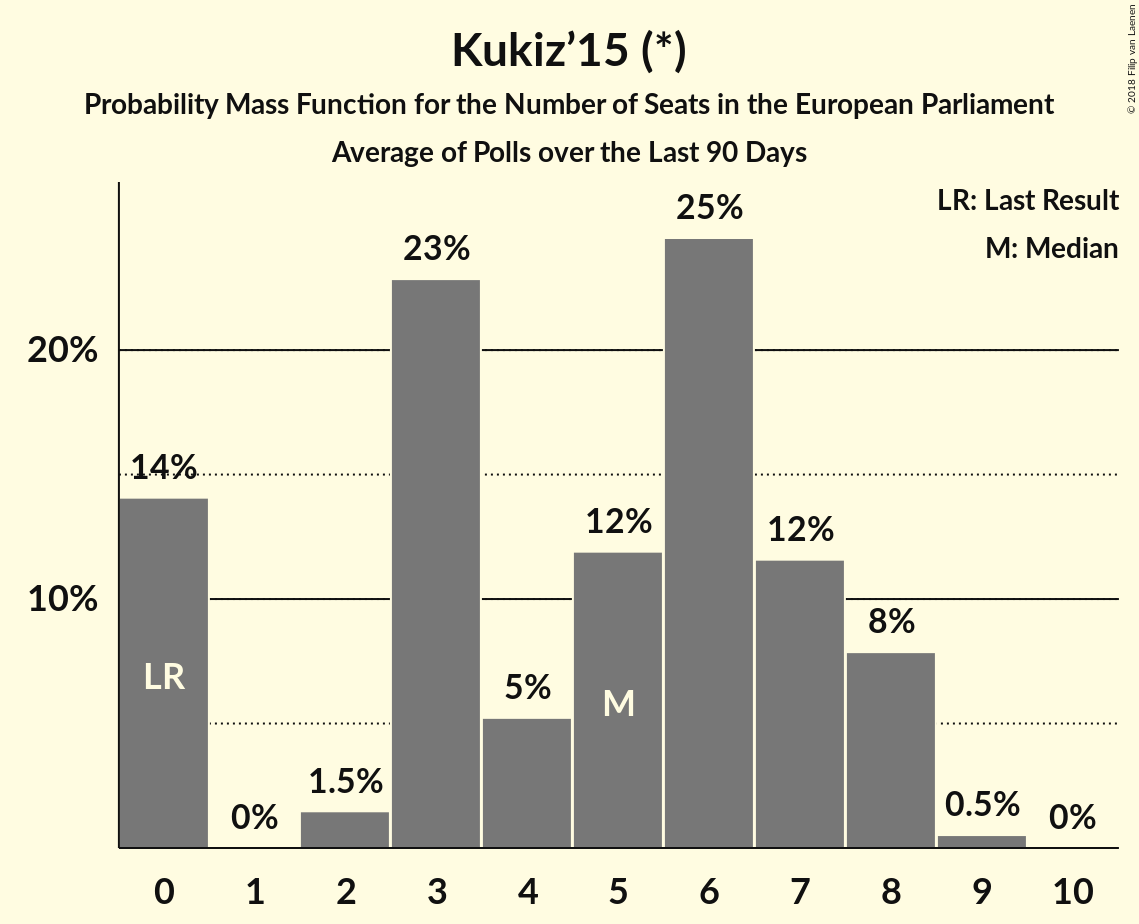 Kukiz’15 (*)
Probability Mass Function for the Number of Seats in the European Parliament
Average of Polls over the Last 90 Days
© 2018 Filip van Laenen
LR: Last Result
M: Median
20%
10%
14%
0%
1.5%
23%
5%
12%
25%
12%
8%
0.5%
0%
LR
M
0 1 2 3 4 5 6 7 8 9 10